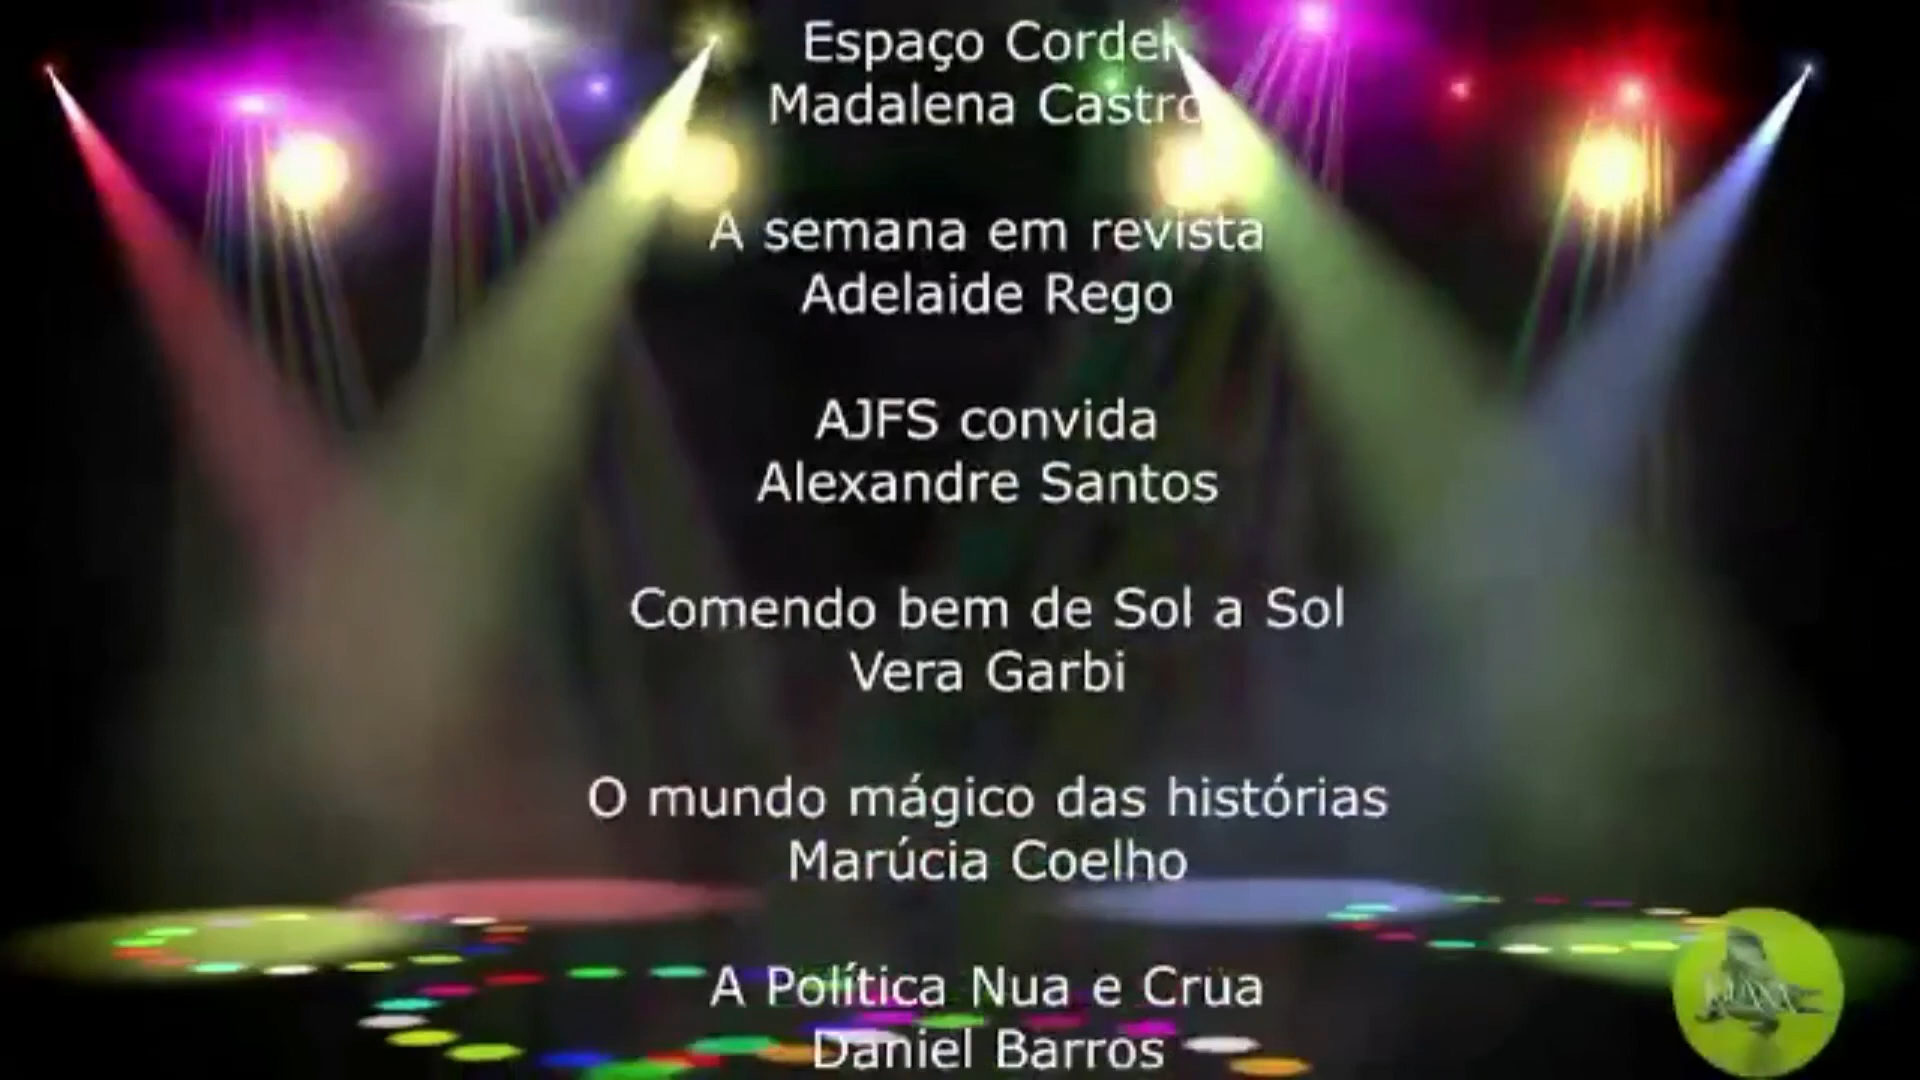 Espaço Cordel
Madalena Castro
A semana em revista
Adelaide Rego
AJFS convida
Alexandre Santos
Comendo bem de Sol a Sol
Vera Garbi
O mundo mágico das histórias
Marúcia Coelho
A Política Nua e Crua
Daniel Barros